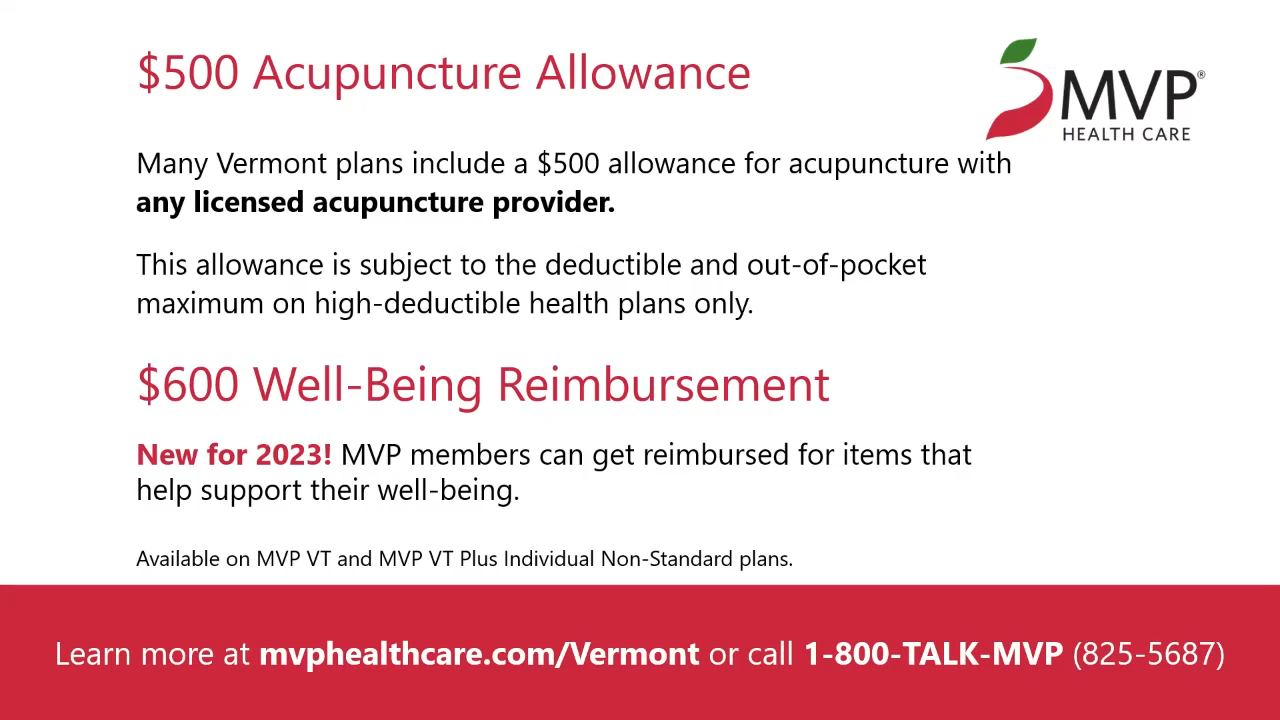 $500 Acupuncture Allowance
MVP®
HEALTH CARE
Many Vermont plans include a $500 allowance for acupuncture with
any licensed acupuncture provider.
This allowance is subject to the deductible and out-of-pocket
maximum on high-deductible health plans only.
$600 Well-Being Reimbursement
New for 2023! MVP members can get reimbursed for items that
help support their well-being.
Available on MVP VT and MVP VT Plus Individual Non-Standard plans.
Learn more at mvphealthcare.com/Vermont or call 1-800-TALK-MVP (825-5687)